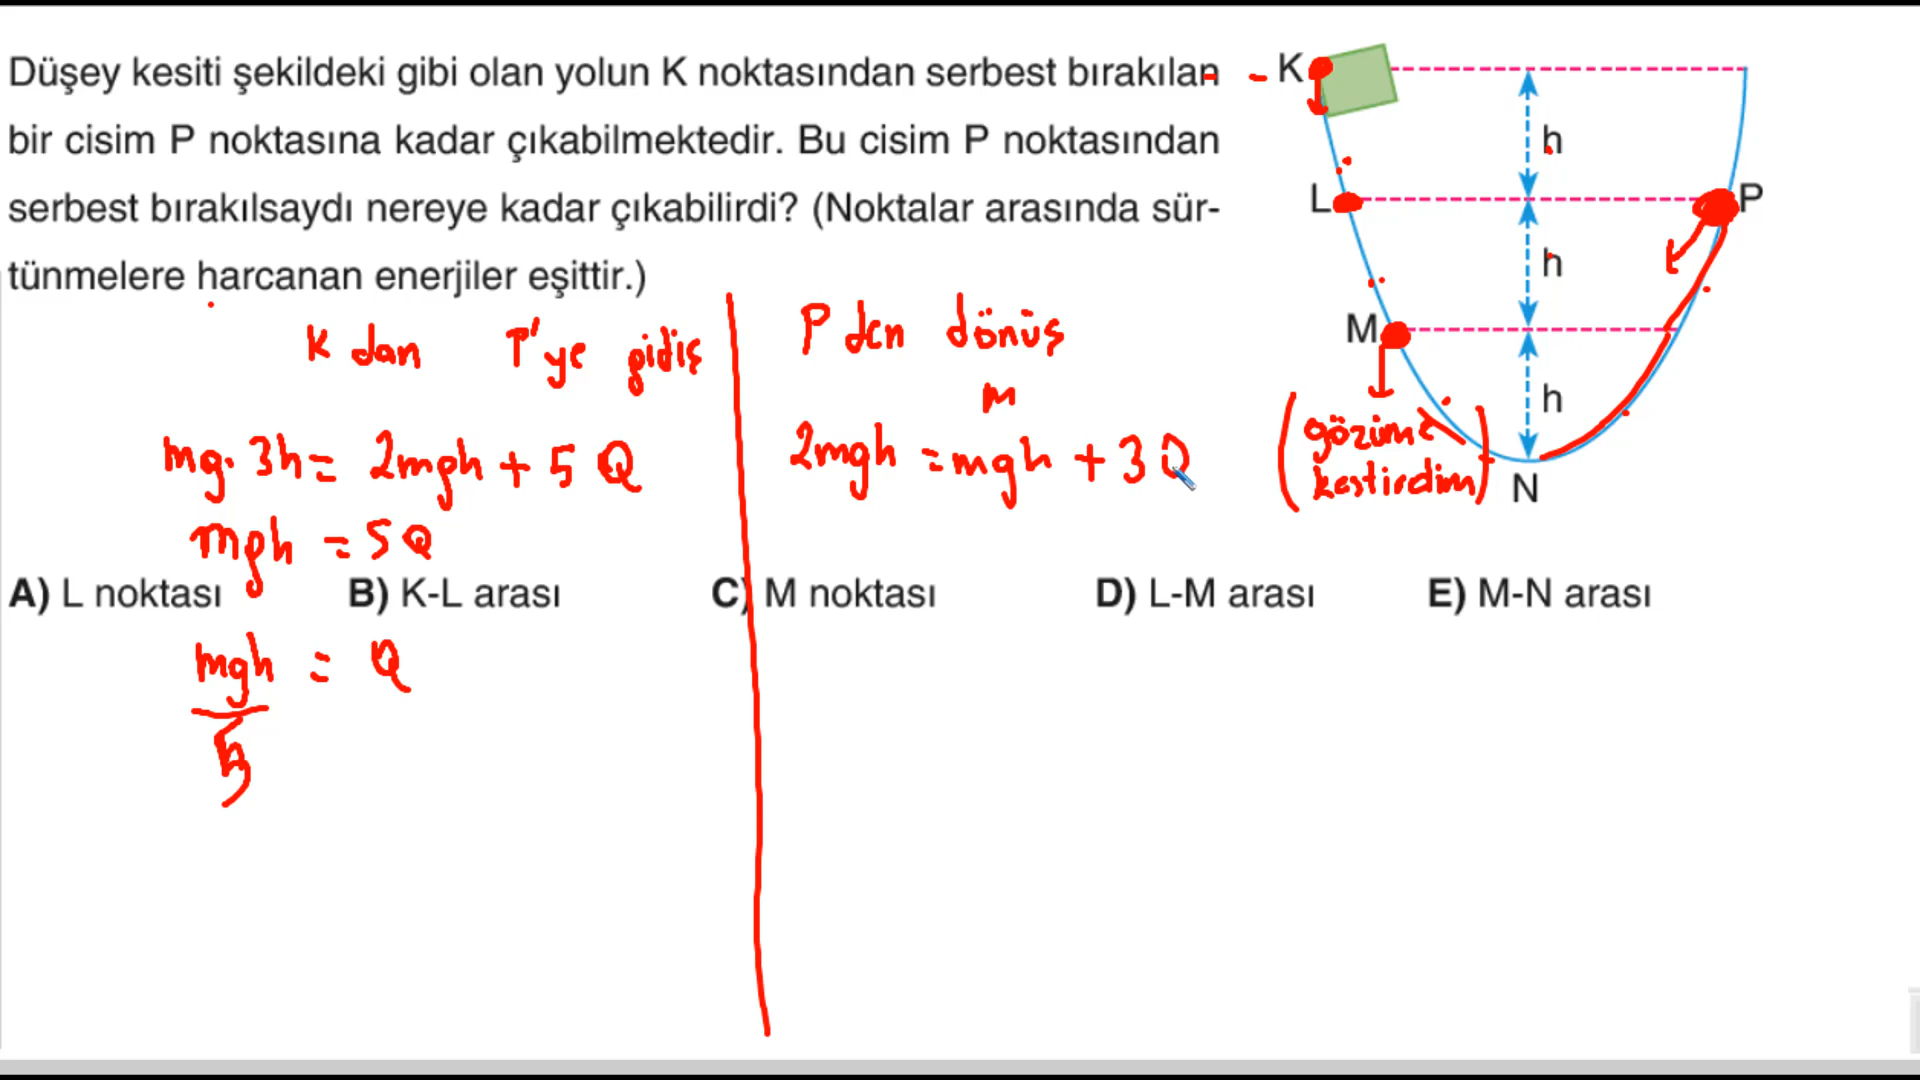 Düşey kesiti şekildeki gibi olan yolun K noktasından serbest bırakılan
bir cisim P noktasına kadar çıkabilmektedir. Bu cisim P noktasından
serbest bırakılsaydı nereye kadar çıkabilirdi? (Noktalar arasında sür-
tünmelere harcanan enerjiler eşittir.)
K
h
L
P
h
M
h
N
(gözüme
kestirdim)
K dan P'ye gidiş
mg.3h = 2mgh + 5Q
mgh = 5Q
mgh = Q
5
P den dönüş
M
2mgh = mgh + 3Q
A) L noktası B) K-L arası C) M noktası D) L-M arası E) M-N arası